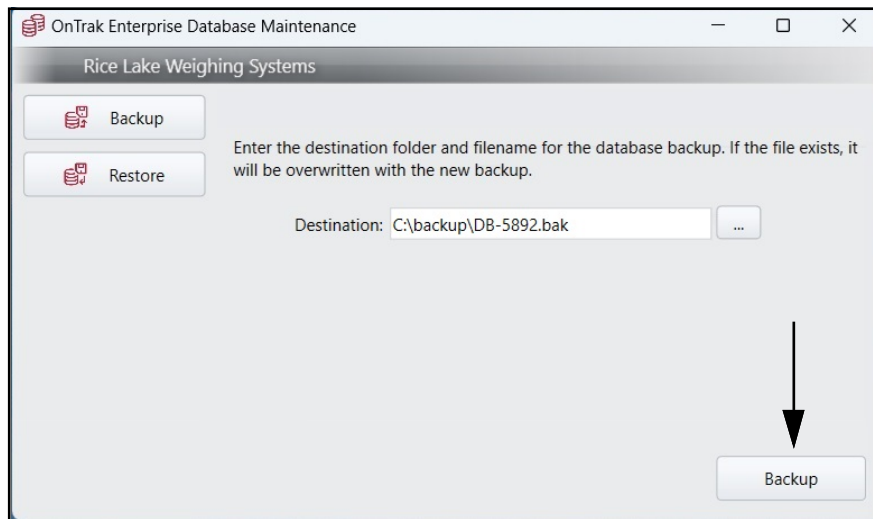 OnTrak Enterprise Database Maintenance
Rice Lake Weighing Systems
Backup
Restore
Enter the destination folder and filename for the database backup. If the file exists, it
will be overwritten with the new backup.
Destination: C:\backup\DB-5892.bak ...
Backup